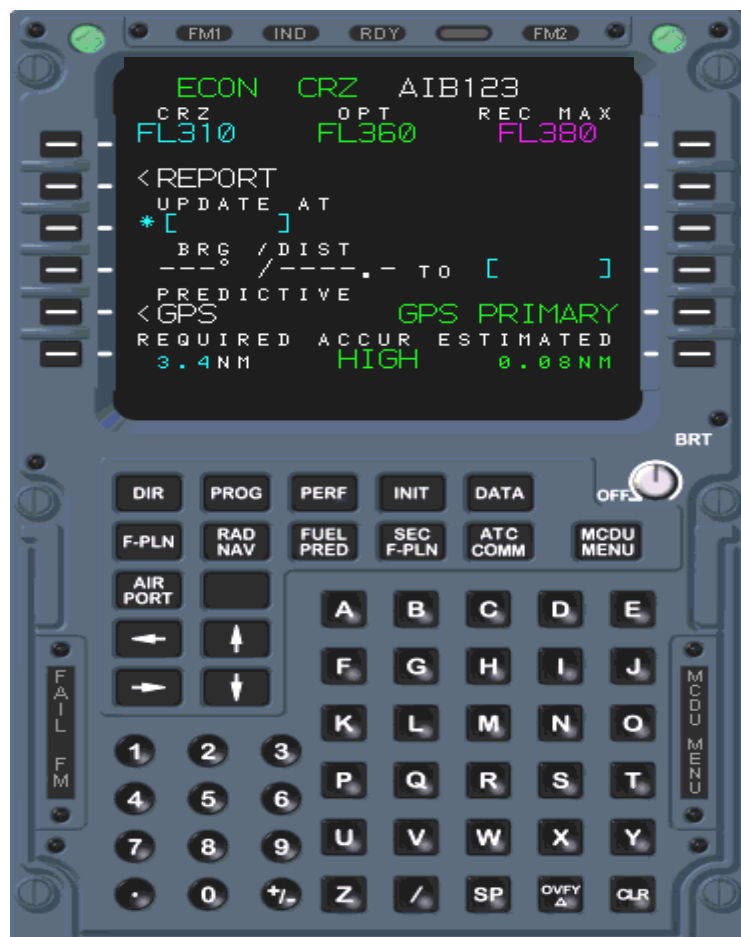 FM1 IND RDY FM2
ECON CRZ AIB123
CRZ OPT REC MAX
FL310 FL360 FL380
<REPORT
UPDATE AT
*[ ]
BRG /DIST
---° /----.- TO [ ]
PREDICTIVE
<GPS GPS PRIMARY
REQUIRED ACCUR ESTIMATED
3.4NM HIGH 0.08NM
BRT
OFF
DIR PROG PERF INIT DATA
F-PLN RAD NAV FUEL PRED SEC F-PLN ATC COMM MCDU MENU
AIR PORT
← ↑
→ ↓
A B C D E
F G H I J
K L M N O
P Q R S T
U V W X Y
Z / SP OVFY Δ CLR
1 2 3
4 5 6
7 8 9
. 0 +/-
FAIL FM
MCDU MENU